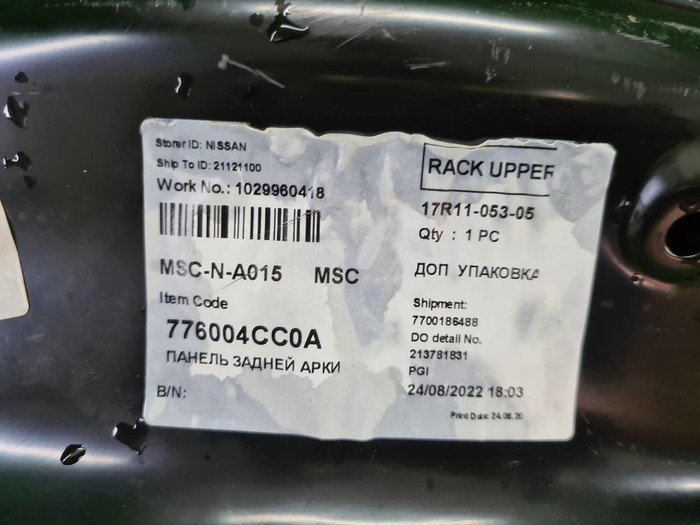 Storer ID: NISSAN
Ship To ID: 21121100
Work No.: 1029960418
MSC-N-A015 MSC
Item Code
776004CC0A
ПАНЕЛЬ ЗАДНЕЙ АРКИ
B/N:
RACK UPPER
17R11-053-05
Qty : 1 PC
ДОП УПАКОВКА
Shipment:
7700186488
DO detail No.
213781831
PGI
24/08/2022 18:03
Print Date: 24.08.20